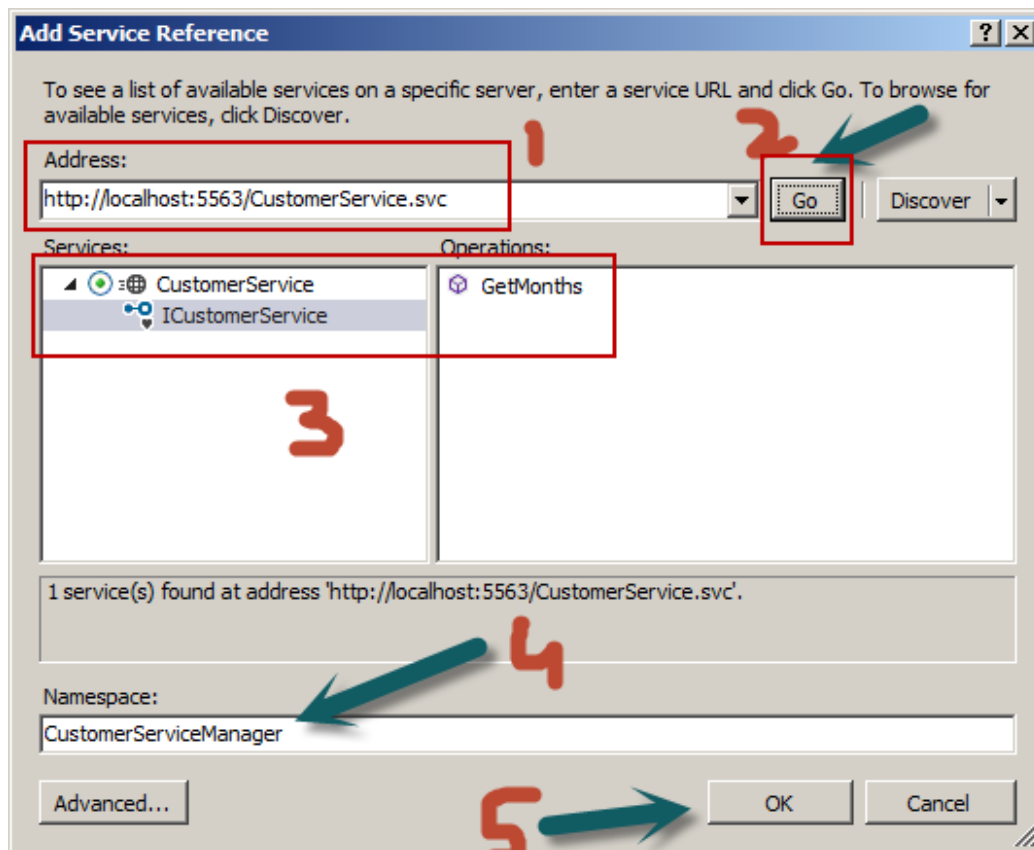 Add Service Reference
To see a list of available services on a specific server, enter a service URL and click Go. To browse for
available services, click Discover.
1
2
Address:
http://localhost:5563/CustomerService.svc
Go
Discover
Services:
Operations:
CustomerService
GetMonths
ICustomerService
3
1 service(s) found at address 'http://localhost:5563/CustomerService.svc'.
4
Namespace:
CustomerServiceManager
Advanced...
5
OK
Cancel